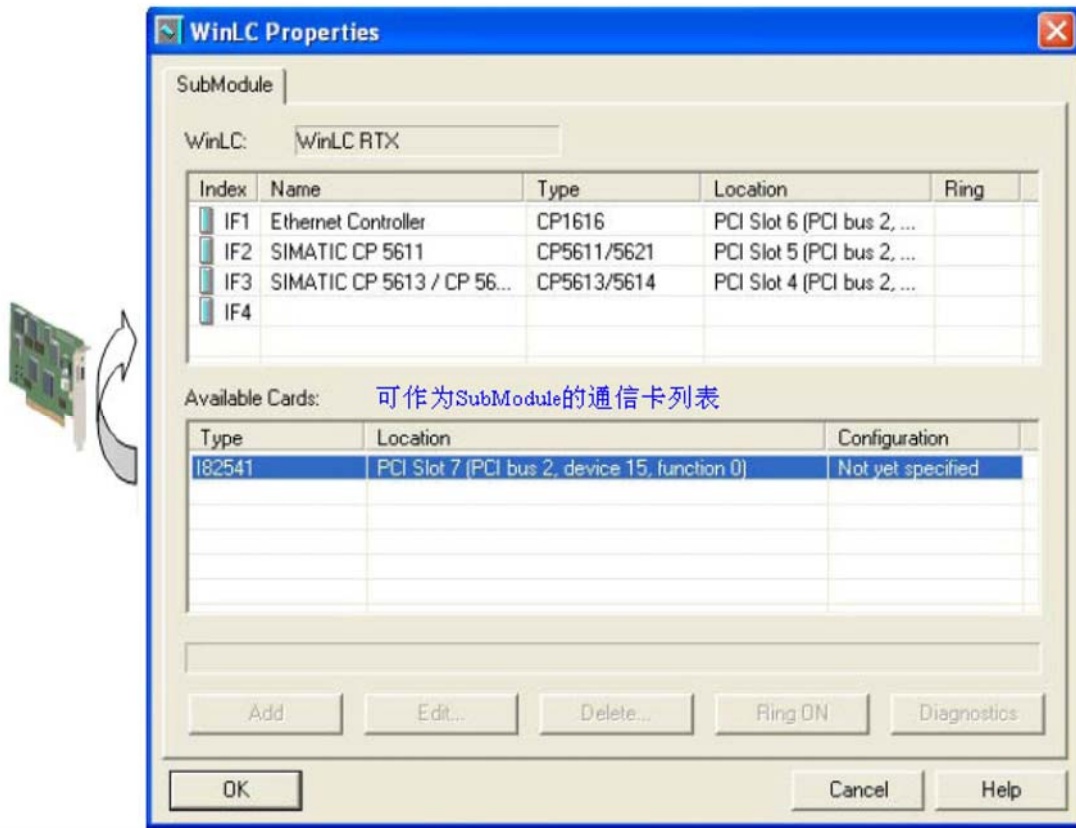 WinLC Properties
SubModule
WinLC: WinLC RTX
Index Name Type Location Ring
IF1 Ethernet Controller CP1616 PCI Slot 6 (PCI bus 2, ...
IF2 SIMATIC CP 5611 CP5611/5621 PCI Slot 5 (PCI bus 2, ...
IF3 SIMATIC CP 5613 / CP 56... CP5613/5614 PCI Slot 4 (PCI bus 2, ...
IF4
Available Cards: 可作为SubModule的通信卡列表
Type Location Configuration
I82541 PCI Slot 7 (PCI bus 2, device 15, function 0) Not yet specified
Add Edit... Delete... Ring ON Diagnostics
OK Cancel Help